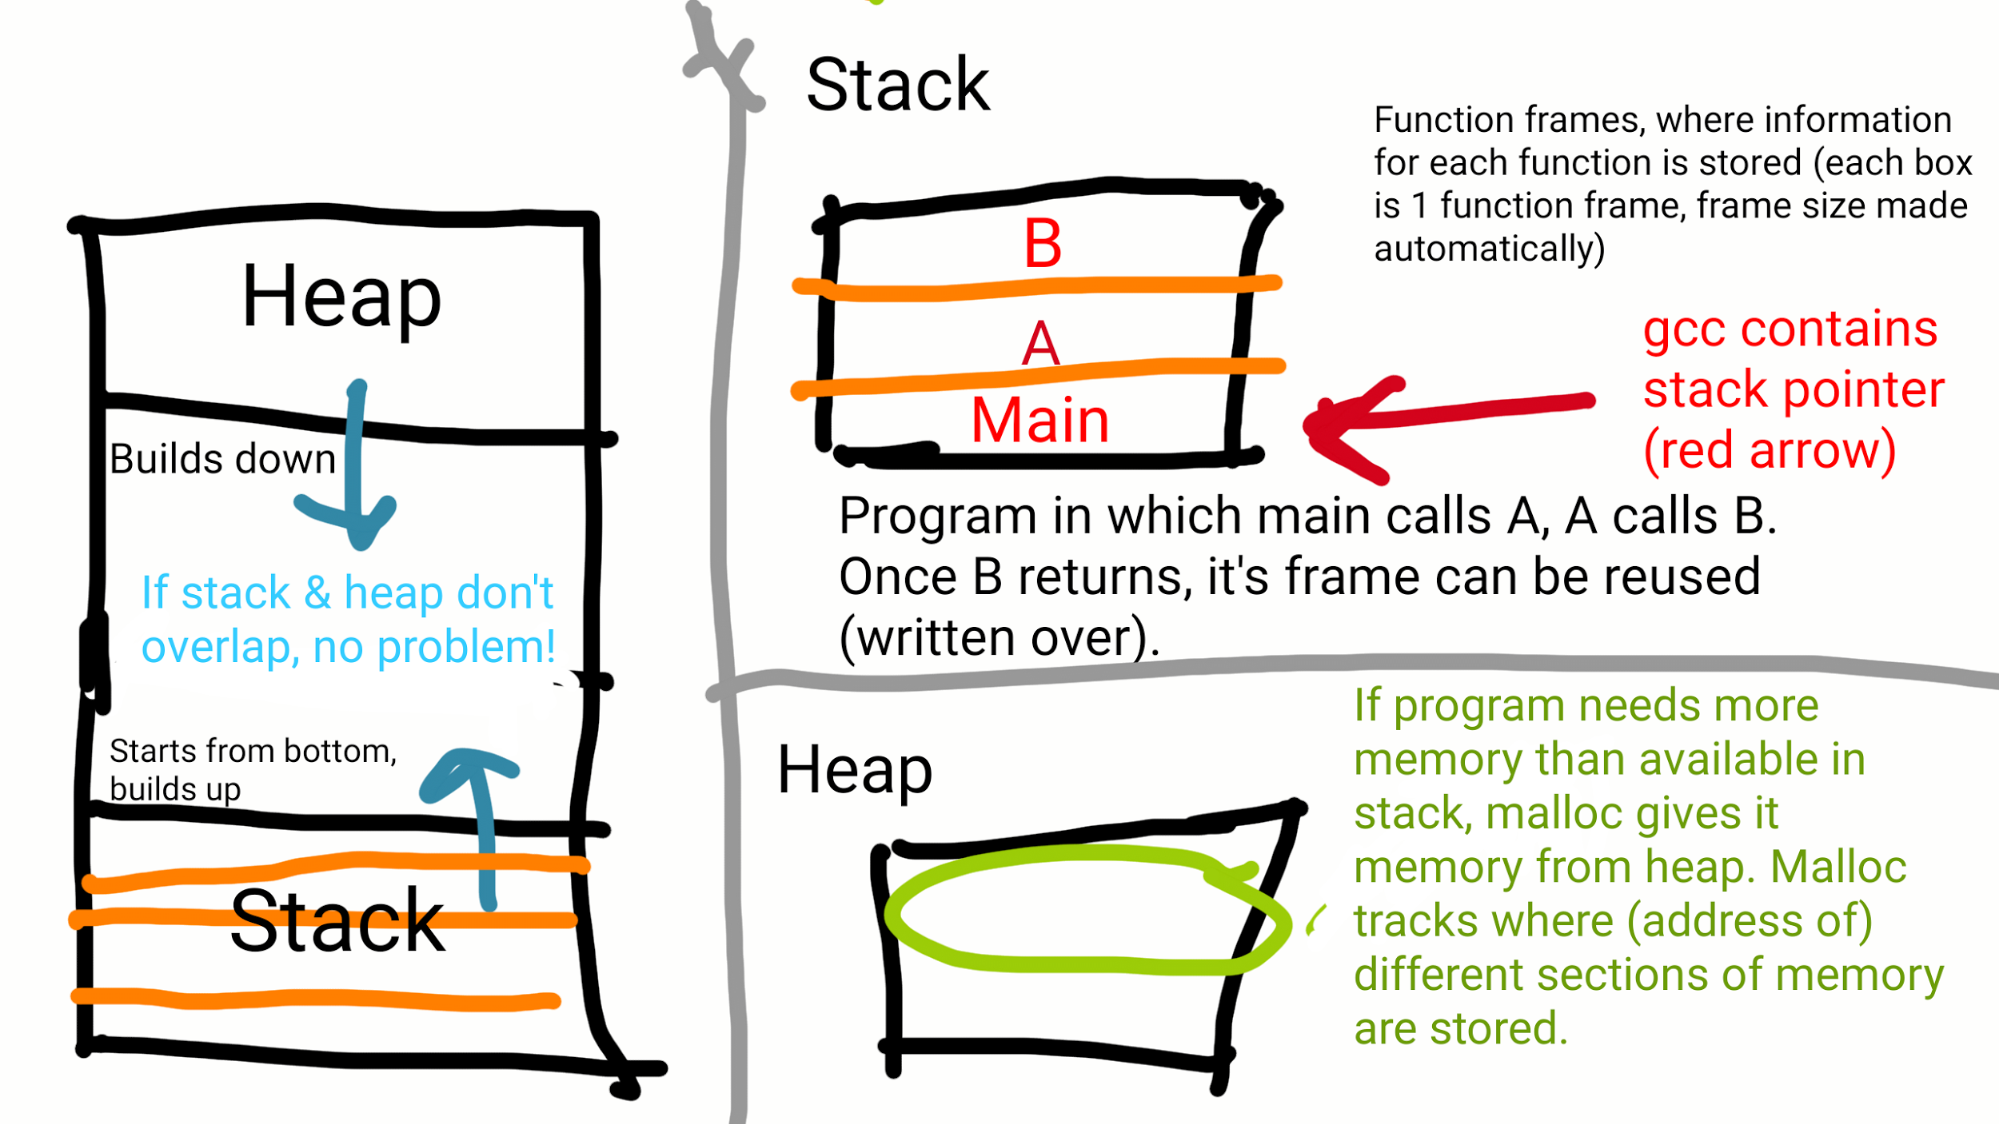 Heap
Builds down
If stack & heap don't
overlap, no problem!
Starts from bottom,
builds up
Stack
Stack
B
A
Main
Function frames, where information
for each function is stored (each box
is 1 function frame, frame size made
automatically)
gcc contains
stack pointer
(red arrow)
Program in which main calls A, A calls B.
Once B returns, it's frame can be reused
(written over).
Heap
If program needs more
memory than available in
stack, malloc gives it
memory from heap. Malloc
tracks where (address of)
different sections of memory
are stored.